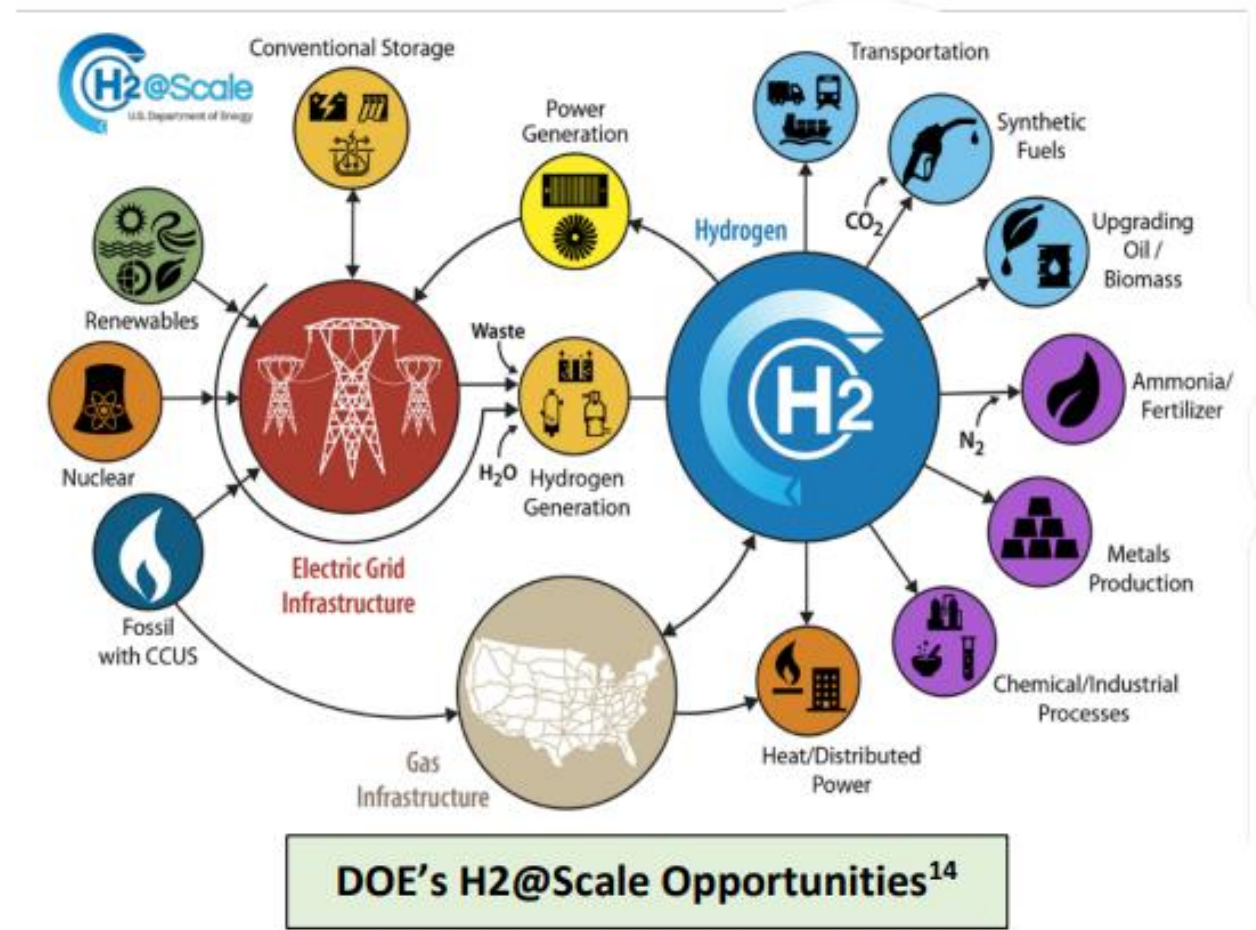 H2@Scale
U.S. Department of Energy
Conventional Storage
Power
Generation
Transportation
Synthetic
Fuels
CO2
Hydrogen
Upgrading
Oil /
Biomass
Renewables
Waste
H2
Ammonia/
Fertilizer
N2
Nuclear
H2O
Hydrogen
Generation
Electric Grid
Infrastructure
Metals
Production
Fossil
with CCUS
Chemical/Industrial
Processes
Gas
Infrastructure
Heat/Distributed
Power
DOE’s H2@Scale Opportunities14